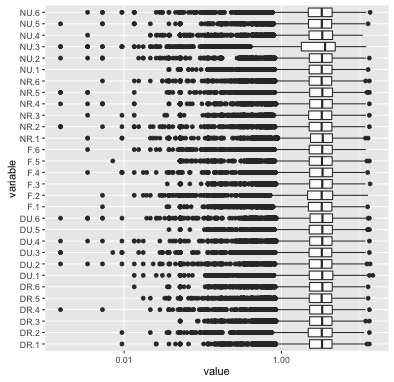 NU.6
NU.5
NU.4
NU.3
NU.2
NU.1
NR.6
NR.5
NR.4
NR.3
NR.2
NR.1
F.6
F.5
F.4
F.3
F.2
F.1
DU.6
DU.5
DU.4
DU.3
DU.2
DU.1
DR.6
DR.5
DR.4
DR.3
DR.2
DR.1
variable
0.01
1.00
value